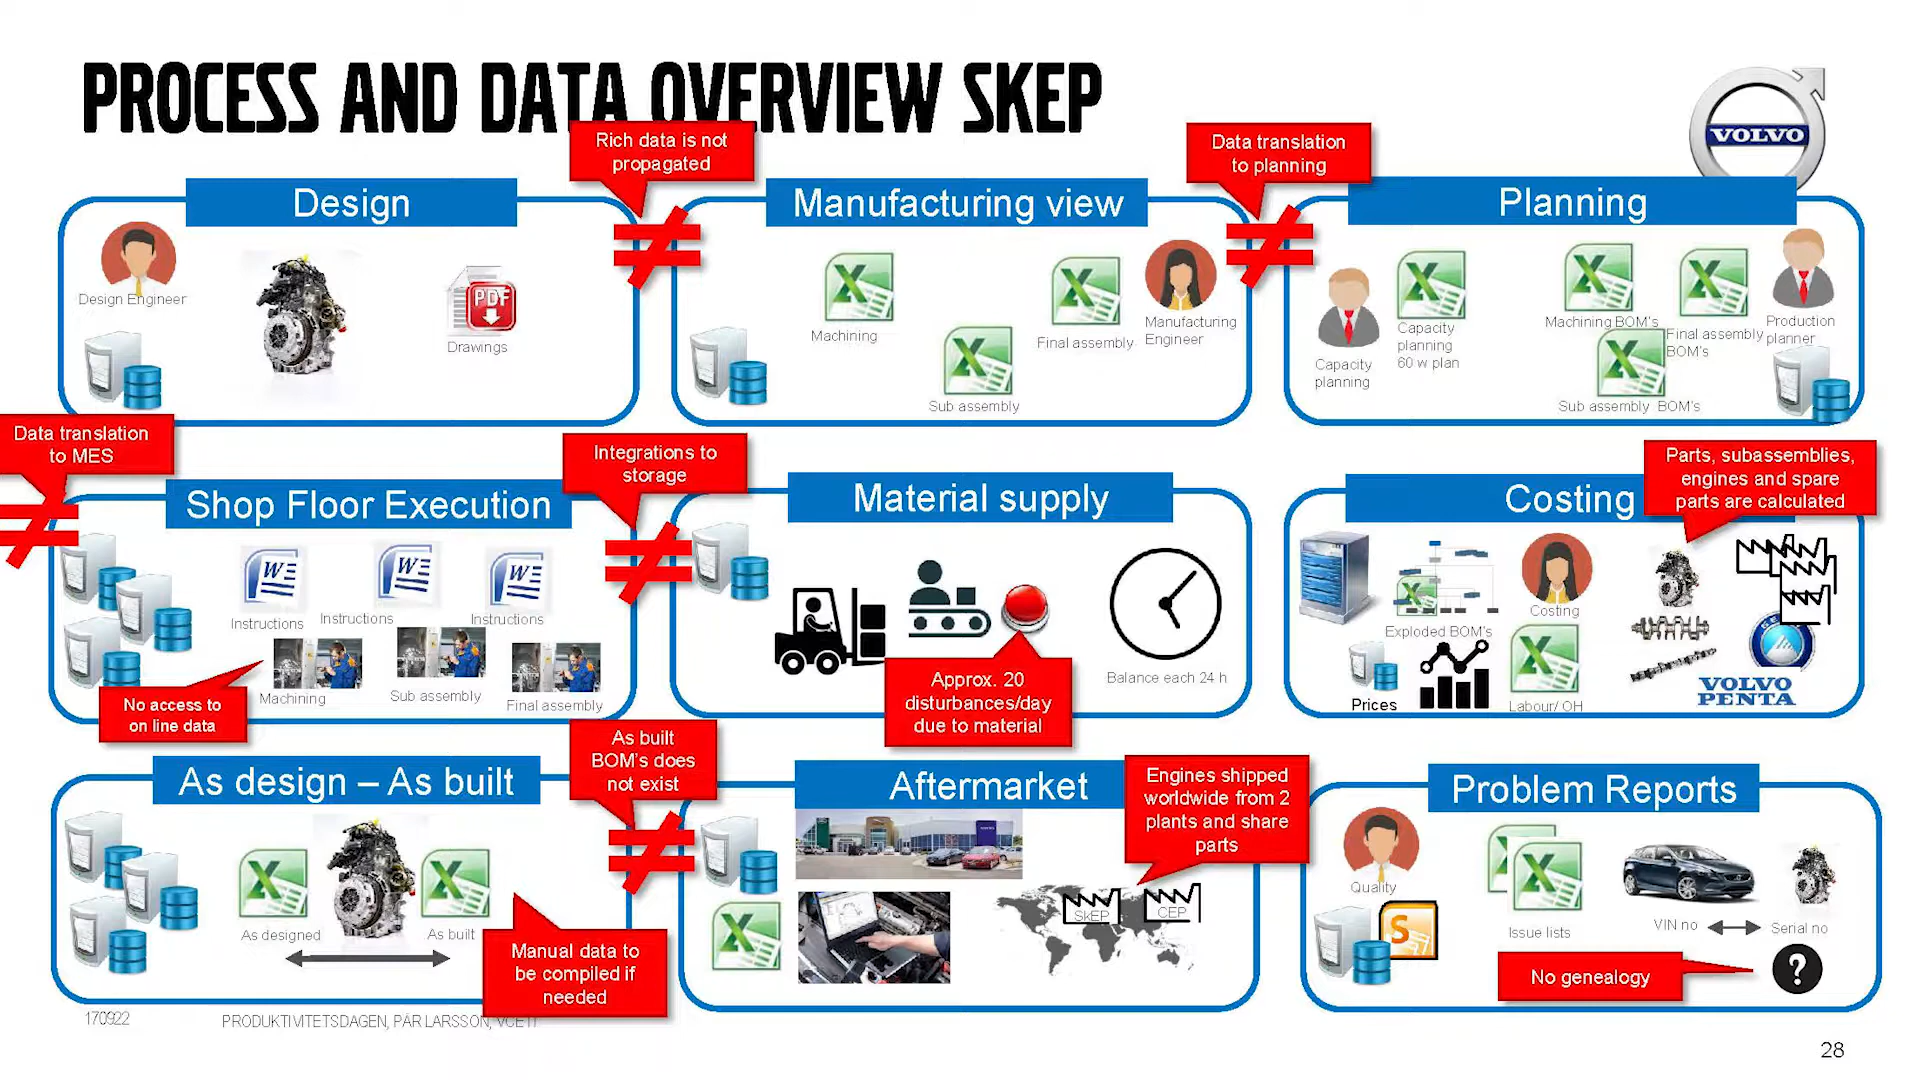 PROCESS AND DATA OVERVIEW SKEP
VOLVO
Rich data is not
propagated
Data translation
to planning
Design
Manufacturing view
Planning
Design Engineer
PDF
Drawings
Machining
Sub assembly
Final assembly
Manufacturing
Engineer
Capacity
planning
Capacity
planning
60 w plan
Machining BOM's
Sub assembly BOM's
Final assembly
BOM's
Production
planner
Data translation
to MES
Integrations to
storage
Parts, subassemblies,
engines and spare
parts are calculated
Shop Floor Execution
Material supply
Costing
Instructions
Instructions
Instructions
Machining
Sub assembly
Final assembly
No access to
on line data
Approx. 20
disturbances/day
due to material
Balance each 24 h
Exploded BOM's
Costing
Prices
Labour/ OH
VOLVO
PENTA
As built
BOM's does
not exist
Engines shipped
worldwide from 2
plants and share
parts
As design – As built
Aftermarket
Problem Reports
As designed
As built
Manual data to
be compiled if
needed
SkEP
CEP
Quality
Issue lists
VIN no
Serial no
No genealogy
?
170922
PRODUKTIVITETSDAGEN, PÄR LARSSON,
28